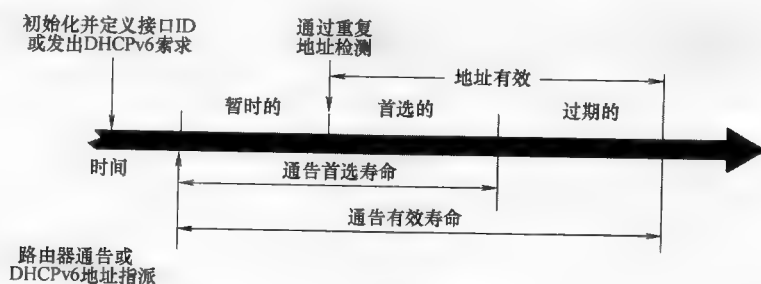 初始化并定义接口ID
或发出DHCPv6索求
通过重复
地址检测
地址有效
暂时的
首选的
过期的
时间
通告首选寿命
通告有效寿命
路由器通告或
DHCPv6地址指派